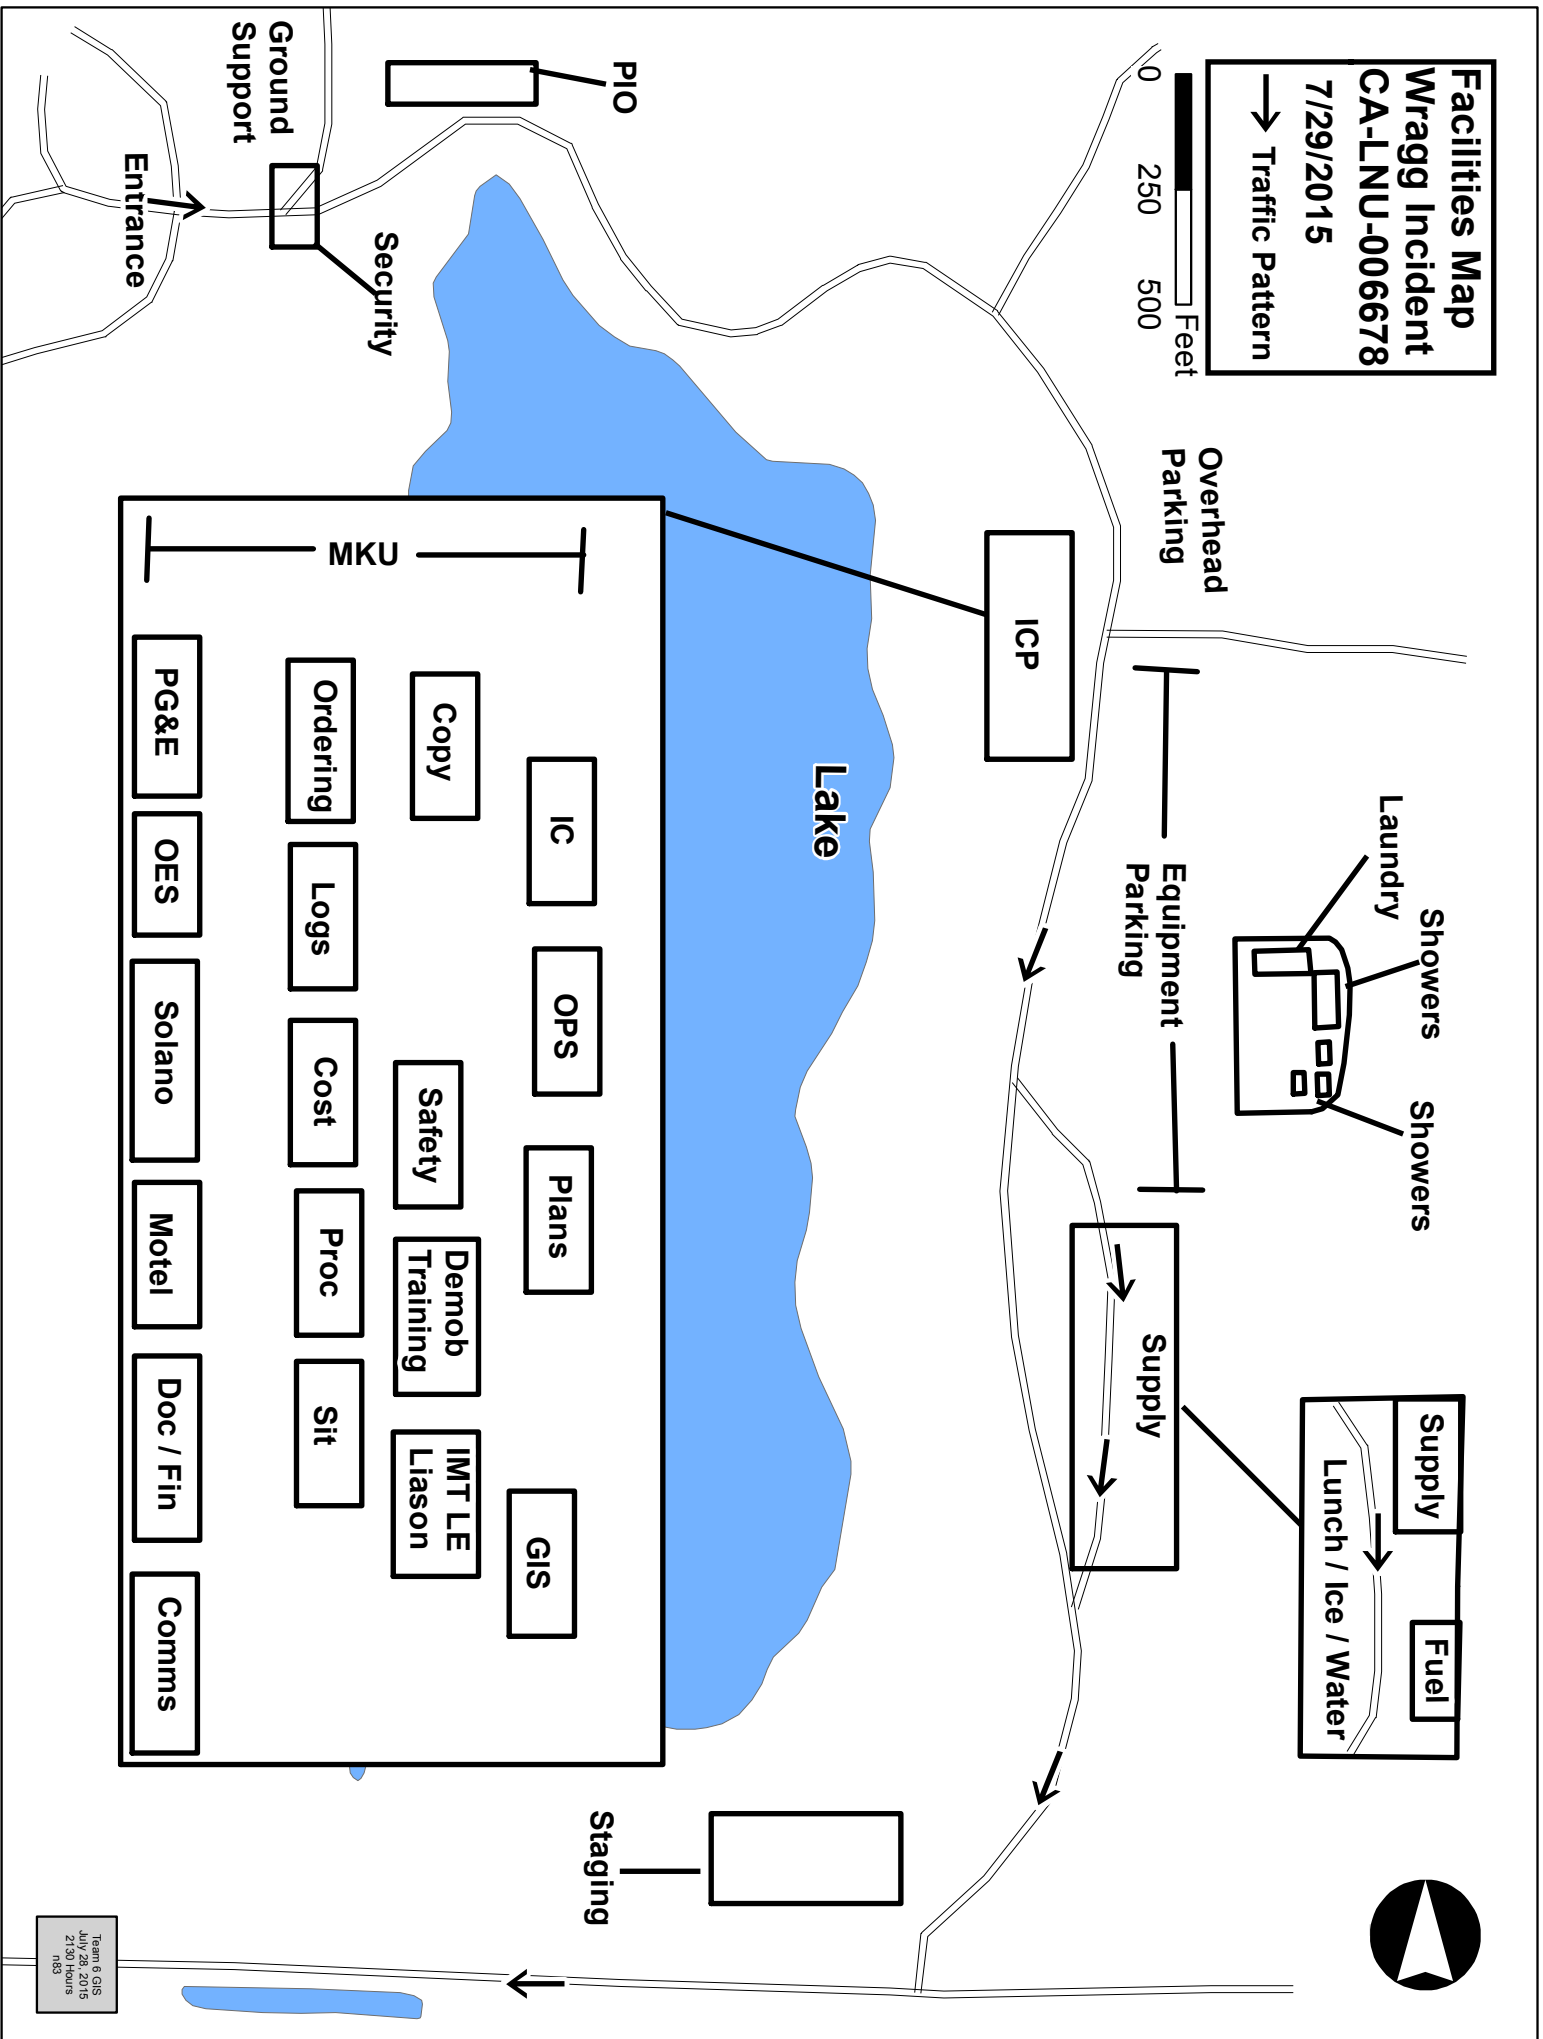 Facilities Map
Wragg Incident
CA-LNU-006678
7/29/2015
Traffic Pattern
0 250 500
Feet
Overhead
Parking
Laundry
Showers
Showers
Supply
Fuel
Lunch / Ice / Water
Equipment
Parking
Supply
ICP
Lake
PIO
Ground
Support
Security
Entrance
Staging
MKU
IC
OPS
Plans
GIS
Copy
Safety
Demob
Training
IMT LE
Liason
Ordering
Logs
Cost
Proc
Sit
PG&E
OES
Solano
Motel
Doc / Fin
Comms
Team 6 GIS
July 28, 2015
2130 Hours
n83